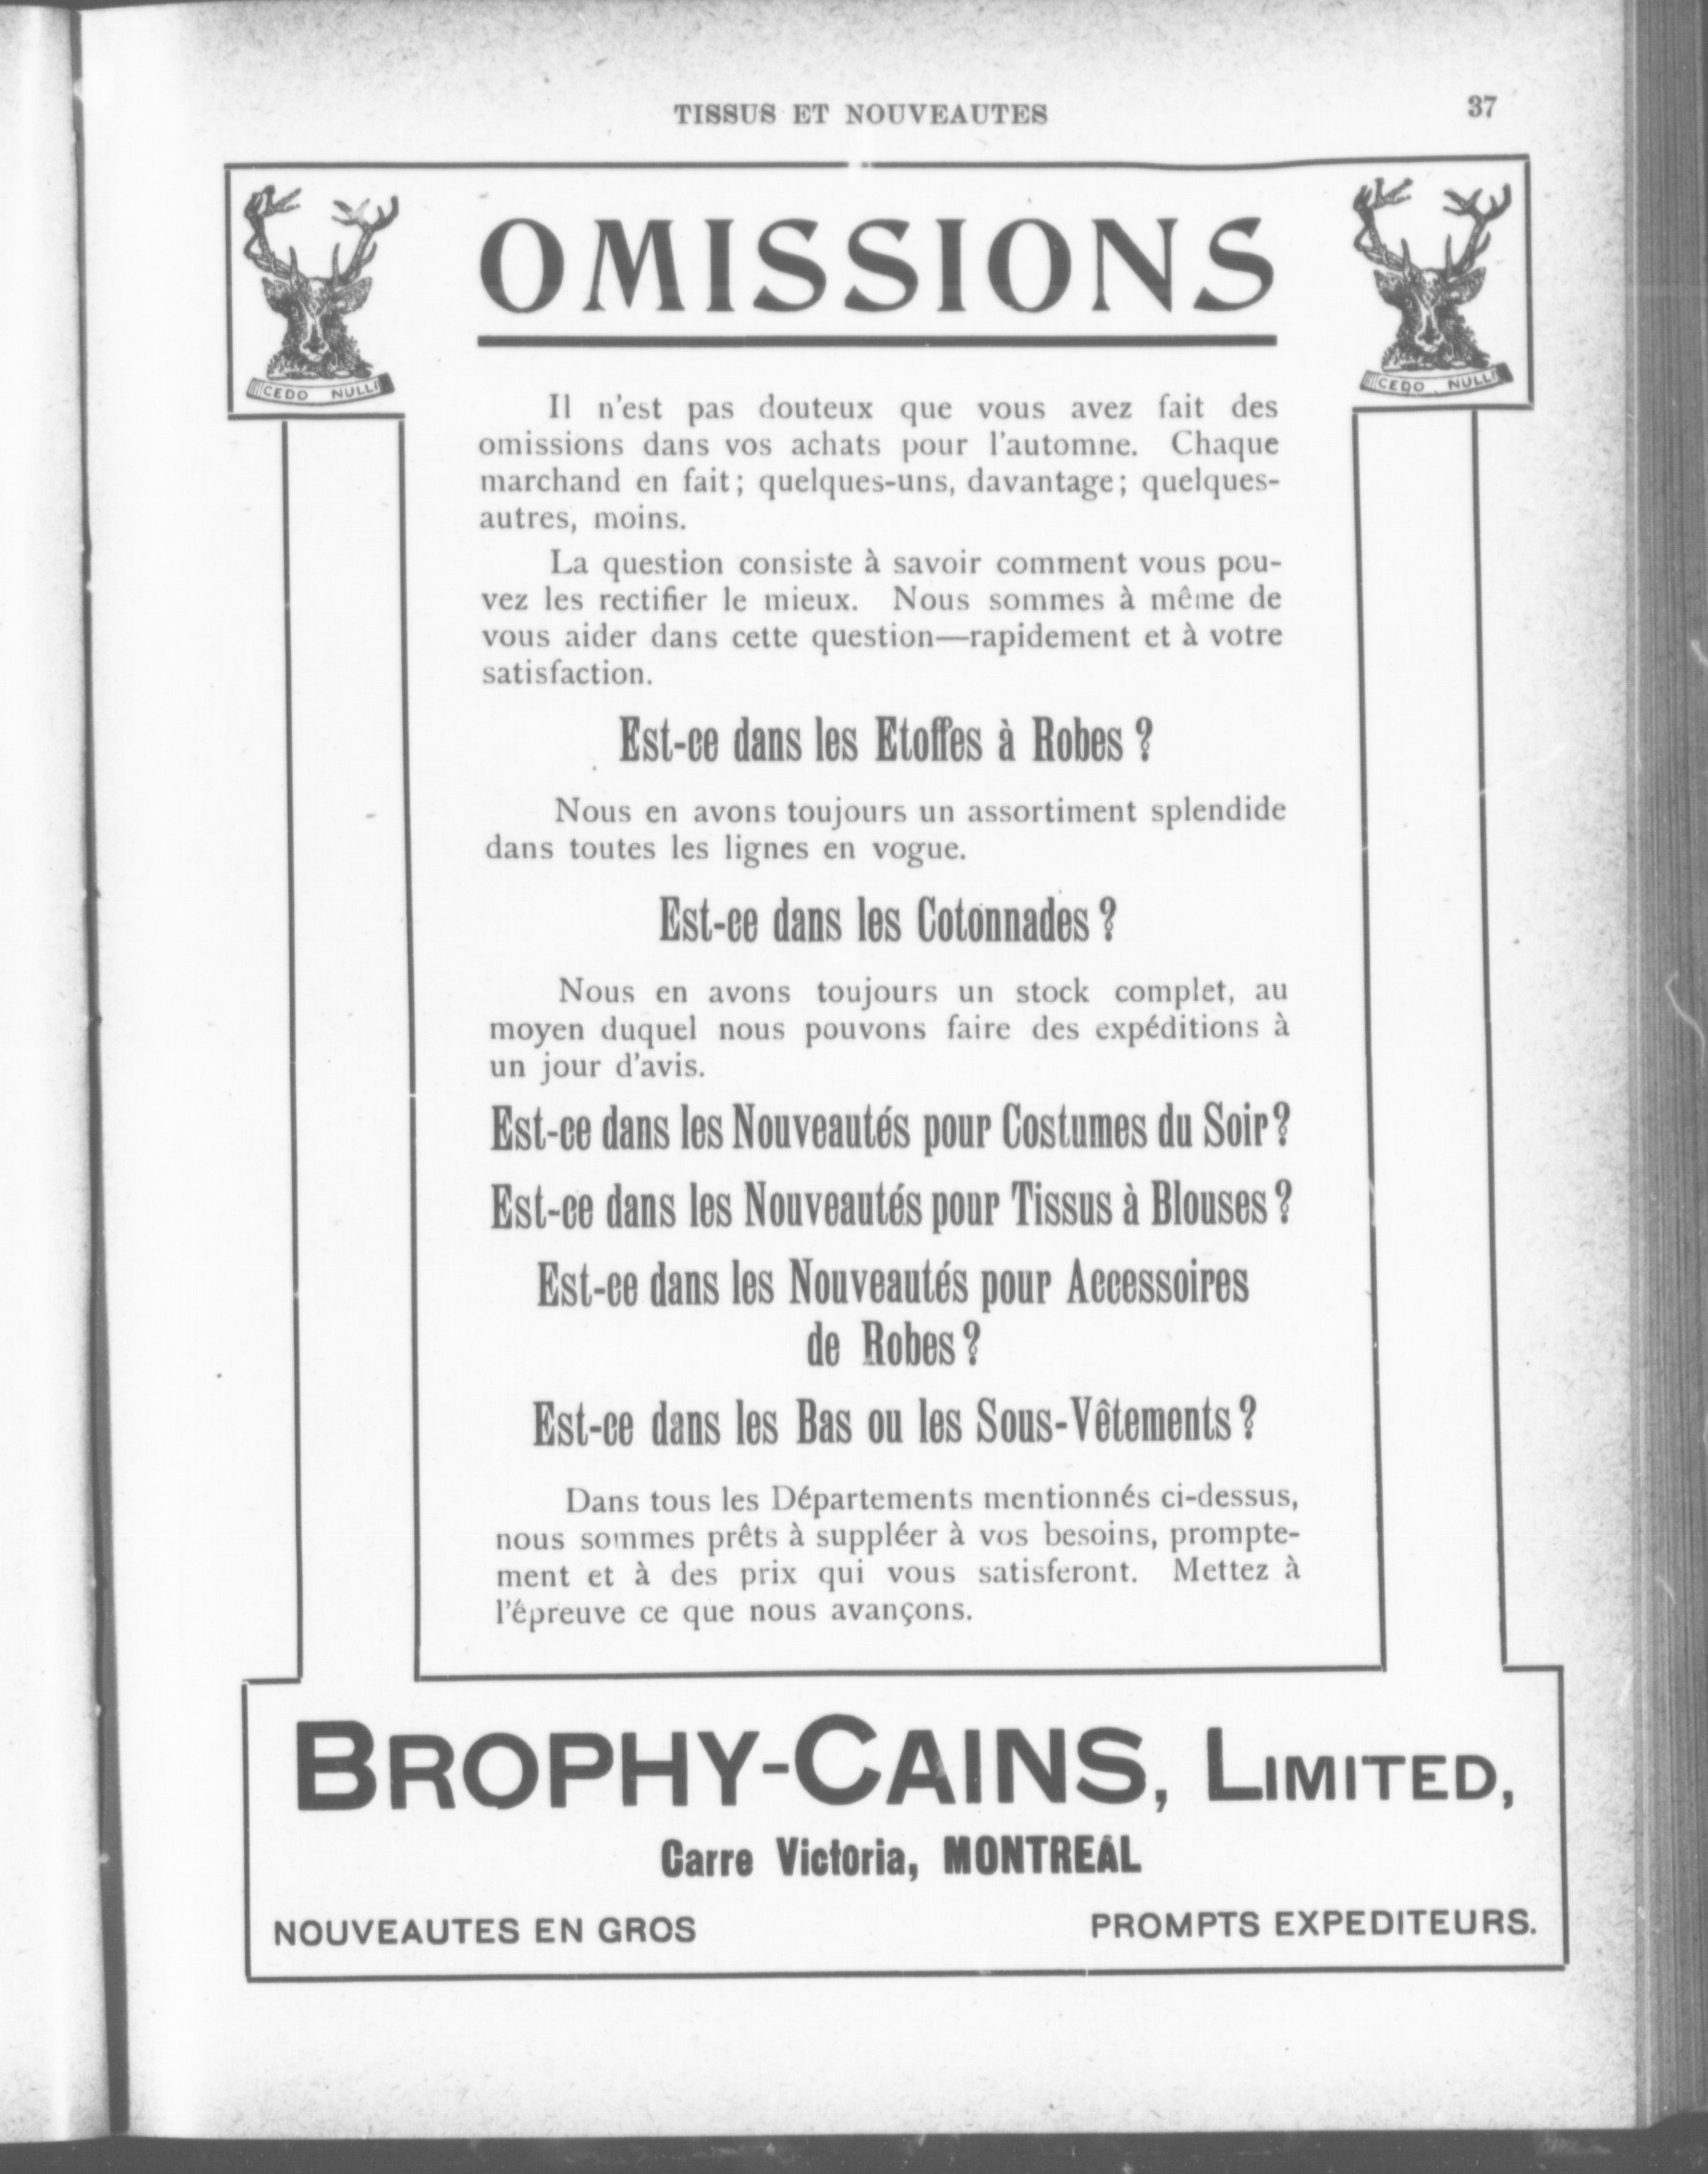 TISSUS ET NOUVEAUTES
37
OMISSIONS
CEDO NULLI
CEDO NULLI
Il n'est pas douteux que vous avez fait des
omissions dans vos achats pour l'automne. Chaque
marchand en fait; quelques-uns, davantage; quelques-
autres, moins.
La question consiste à savoir comment vous pou-
vez les rectifier le mieux. Nous sommes à même de
vous aider dans cette question—rapidement et à votre
satisfaction.
Est-ce dans les Etoffes à Robes ?
Nous en avons toujours un assortiment splendide
dans toutes les lignes en vogue.
Est-ce dans les Cotonnades ?
Nous en avons toujours un stock complet, au
moyen duquel nous pouvons faire des expéditions à
un jour d'avis.
Est-ce dans les Nouveautés pour Costumes du Soir ?
Est-ce dans les Nouveautés pour Tissus à Blouses ?
Est-ce dans les Nouveautés pour Accessoires
de Robes ?
Est-ce dans les Bas ou les Sous-Vêtements ?
Dans tous les Départements mentionnés ci-dessus,
nous sommes prêts à suppléer à vos besoins, prompte-
ment et à des prix qui vous satisferont. Mettez à
l'épreuve ce que nous avançons.
BROPHY-CAINS, LIMITED,
Carre Victoria, MONTREAL
NOUVEAUTES EN GROS
PROMPTS EXPEDITEURS.